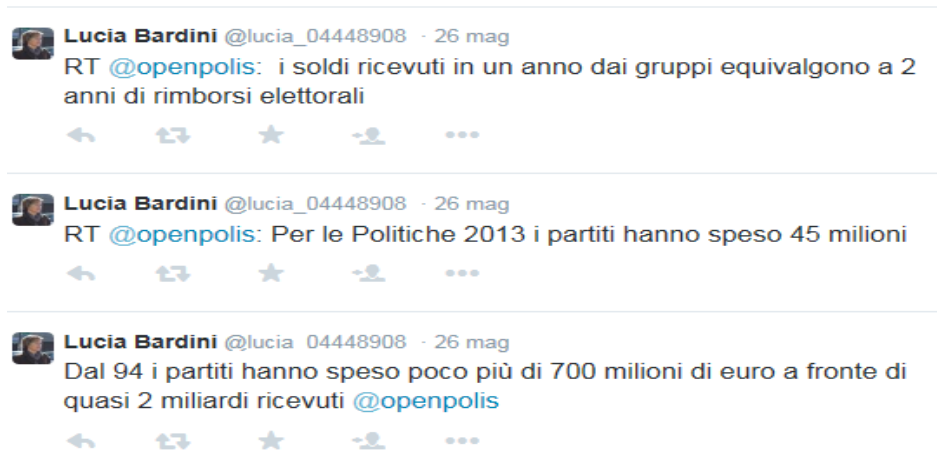 Lucia Bardini @lucia_04448908 · 26 mag
RT @openpolis: i soldi ricevuti in un anno dai gruppi equivalgono a 2
anni di rimborsi elettorali
Lucia Bardini @lucia_04448908 · 26 mag
RT @openpolis: Per le Politiche 2013 i partiti hanno speso 45 milioni
Lucia Bardini @lucia_04448908 · 26 mag
Dal 94 i partiti hanno speso poco più di 700 milioni di euro a fronte di
quasi 2 miliardi ricevuti @openpolis